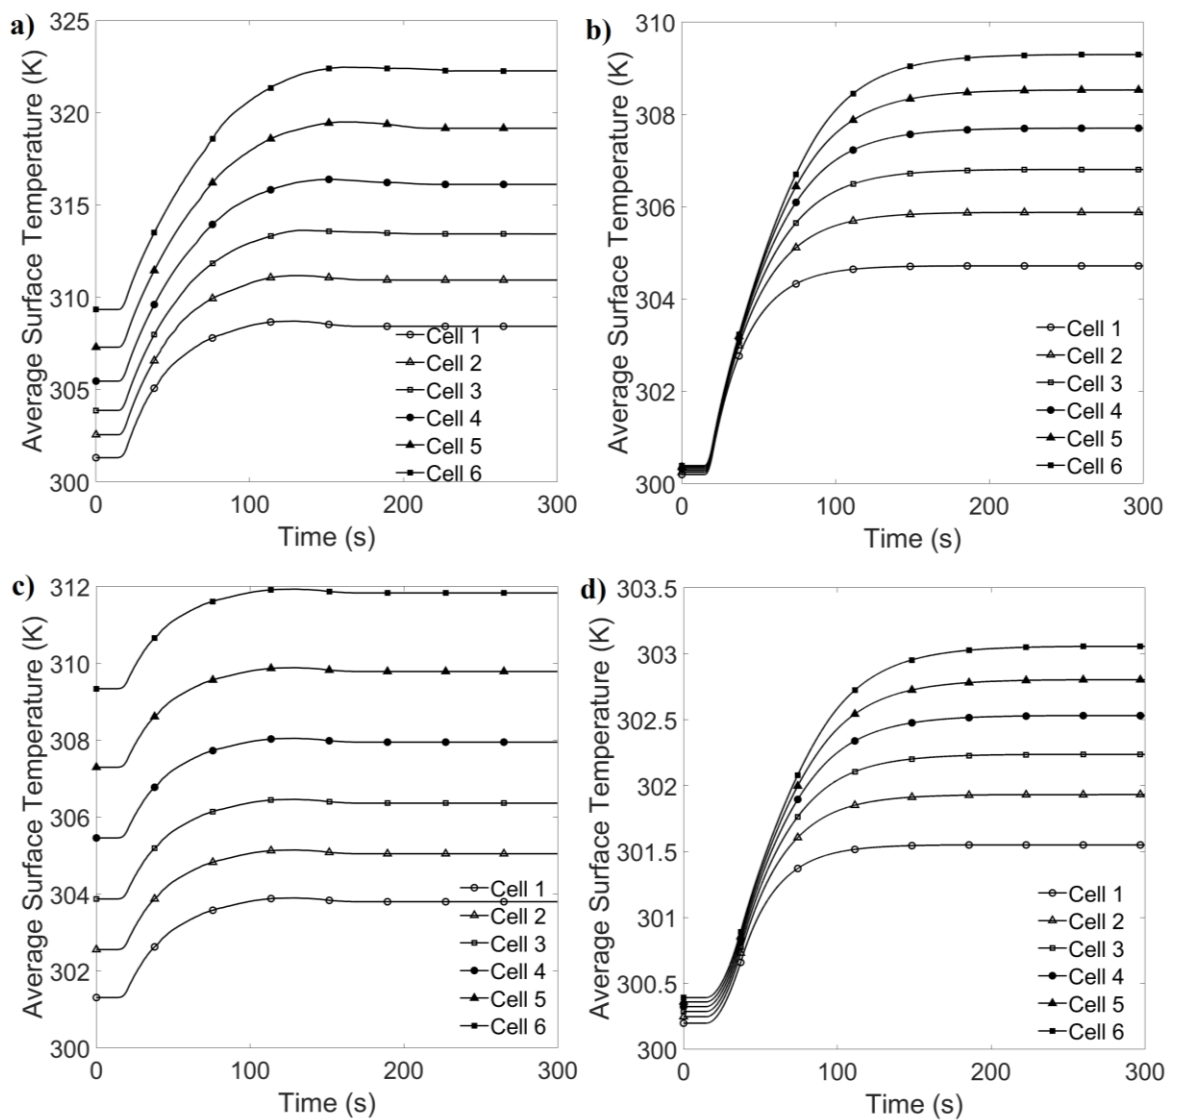 a)
Average Surface Temperature (K)
325
320
315
310
305
300
0
100
200
300
Time (s)
Cell 1
Cell 2
Cell 3
Cell 4
Cell 5
Cell 6
b)
Average Surface Temperature (K)
310
308
306
304
302
300
0
100
200
300
Time (s)
Cell 1
Cell 2
Cell 3
Cell 4
Cell 5
Cell 6
c)
Average Surface Temperature (K)
312
310
308
306
304
302
300
0
100
200
300
Time (s)
Cell 1
Cell 2
Cell 3
Cell 4
Cell 5
Cell 6
d)
Average Surface Temperature (K)
303.5
303
302.5
302
301.5
301
300.5
300
0
100
200
300
Time (s)
Cell 1
Cell 2
Cell 3
Cell 4
Cell 5
Cell 6